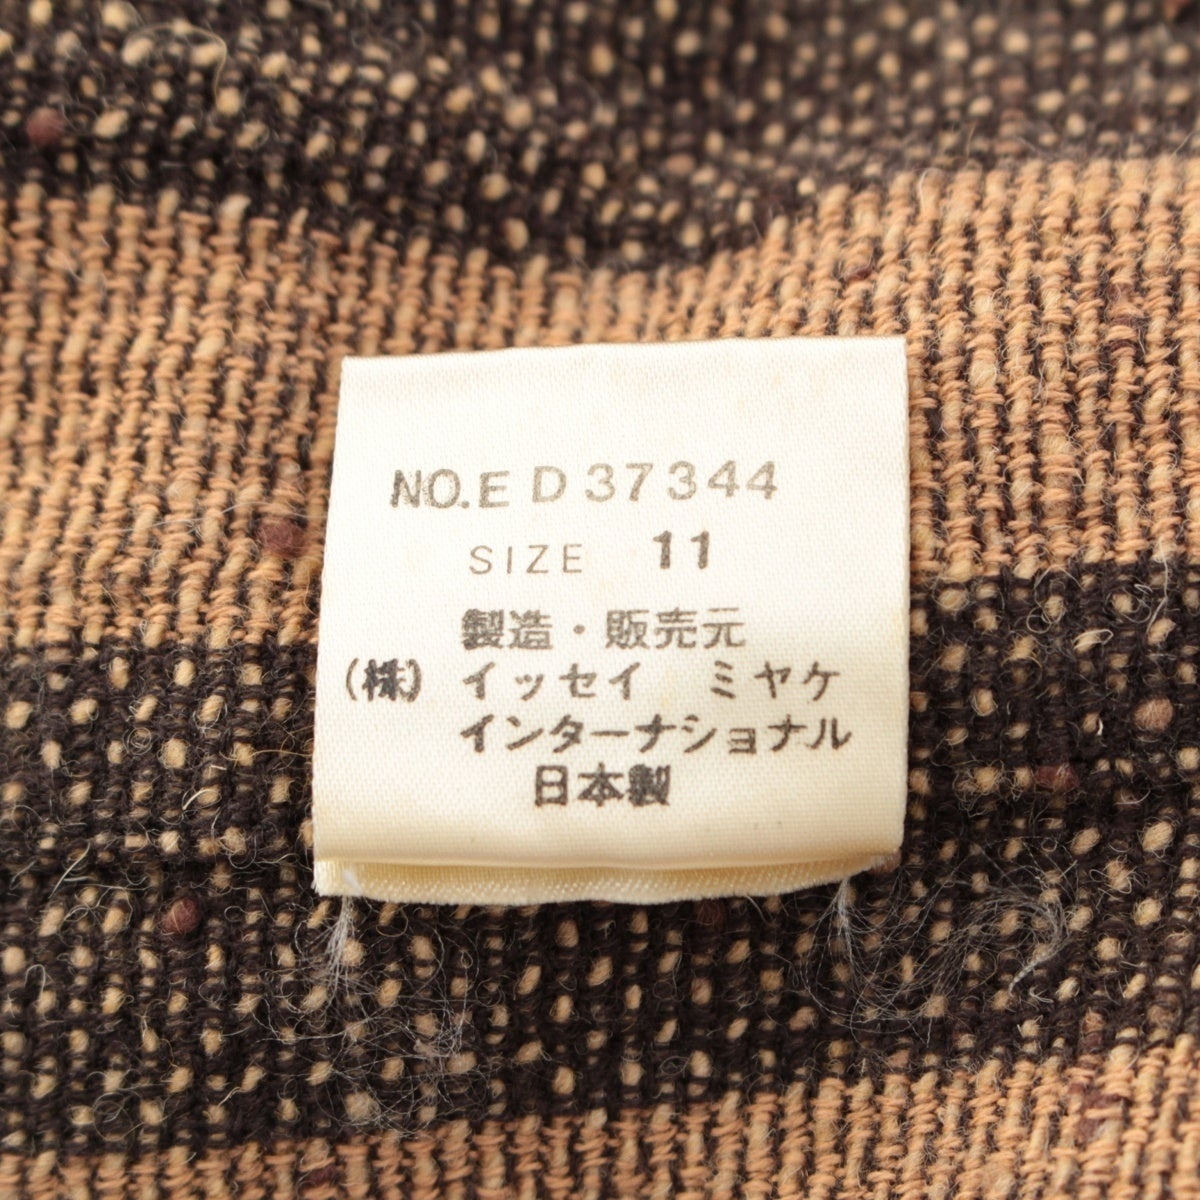 NO.E D37344
SIZE 11
製造・販売元
(株) イッセイ ミヤケ
インターナショナル
日本製